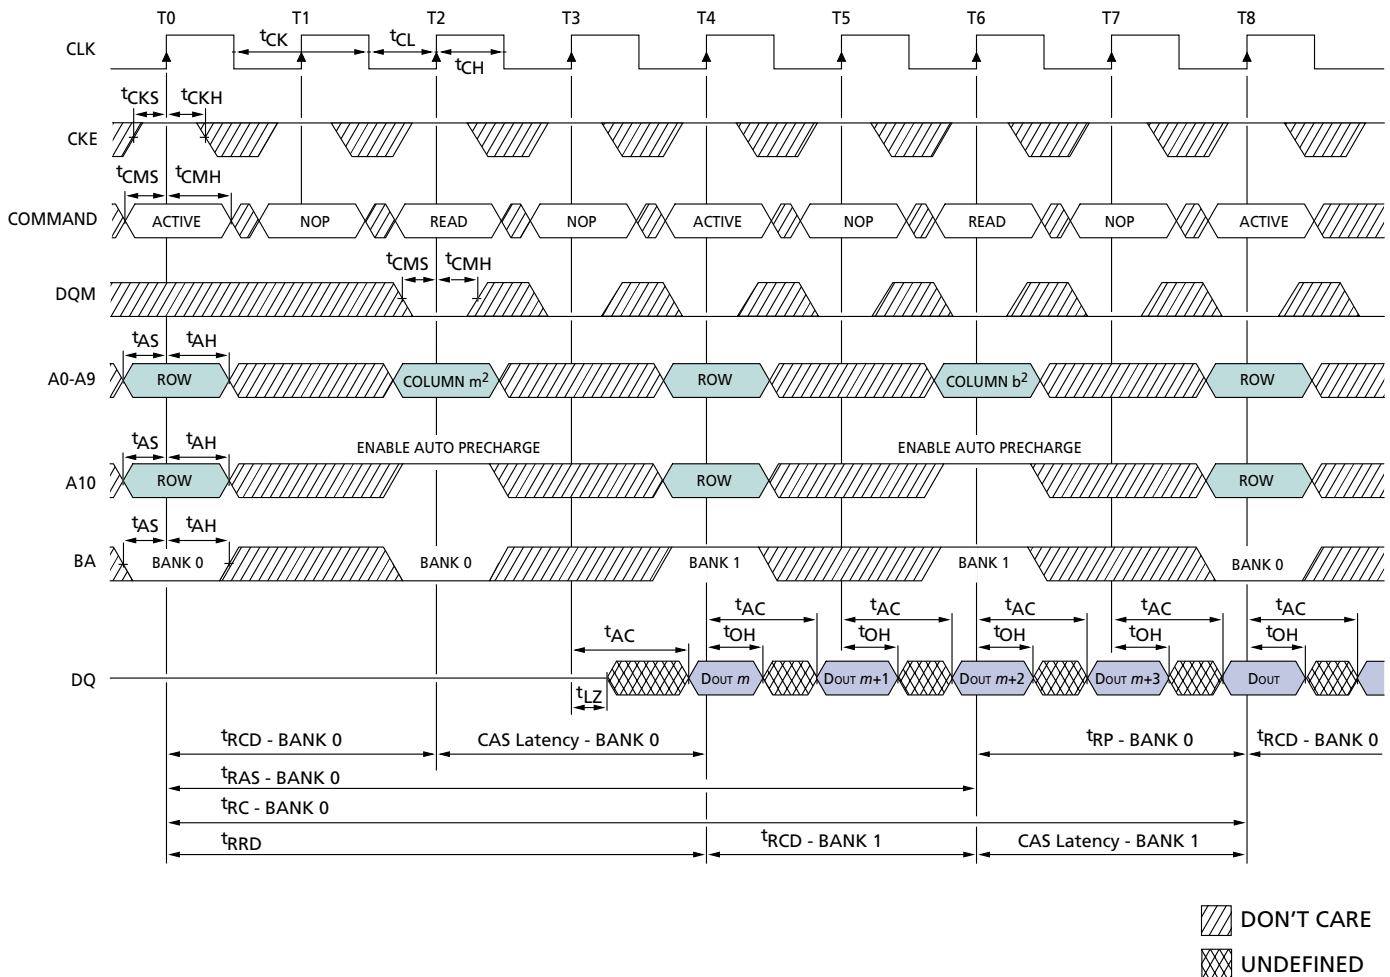 T0 T1 T2 T3 T4 T5 T6 T7 T8
CLK
tCK tCL
tCH
tCKS tCKH
CKE
tCMS tCMH
COMMAND ACTIVE NOP READ NOP ACTIVE NOP READ NOP ACTIVE
tCMS tCMH
DQM
tAS tAH
A0-A9 ROW COLUMN m2 ROW COLUMN b2 ROW
ENABLE AUTO PRECHARGE ENABLE AUTO PRECHARGE
tAS tAH
A10 ROW ROW ROW
tAS tAH
BA BANK 0 BANK 0 BANK 1 BANK 1 BANK 0
tAC tAC tAC tAC tAC
tAC tOH tOH tOH tOH tOH
DQ DOUT m DOUT m+1 DOUT m+2 DOUT m+3 DOUT
tLZ
tRCD - BANK 0 CAS Latency - BANK 0 tRP - BANK 0 tRCD - BANK 0
tRAS - BANK 0
tRC - BANK 0
tRRD tRCD - BANK 1 CAS Latency - BANK 1
DON'T CARE
UNDEFINED